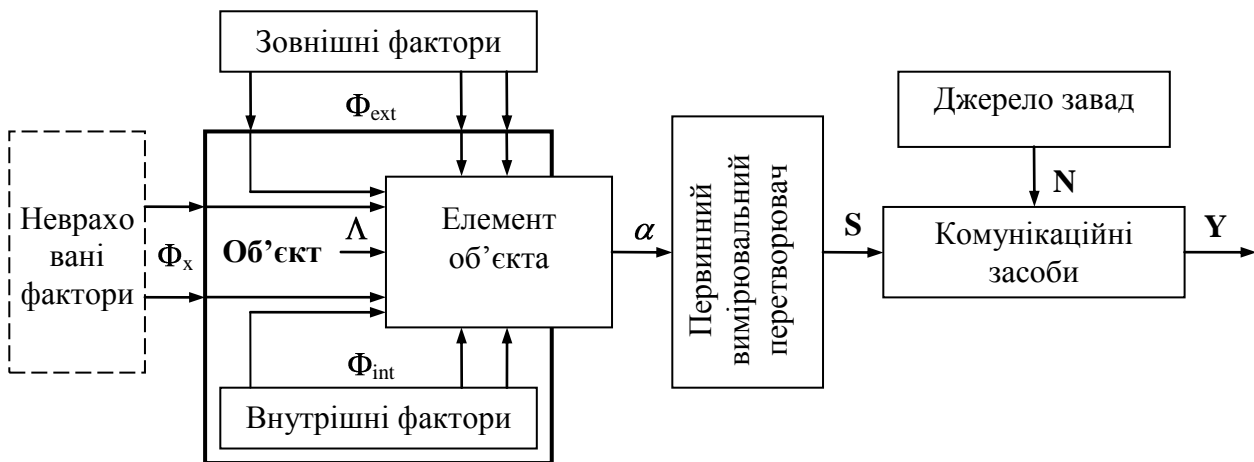 Зовнішні фактори
Джерело завад
Φext
N
Неврахо
вані
фактори
Φx
Об’єкт
Λ
Елемент
об’єкта
α
Первинний
вимірювальний
перетворювач
S
Комунікаційні
засоби
Y
Φint
Внутрішні фактори